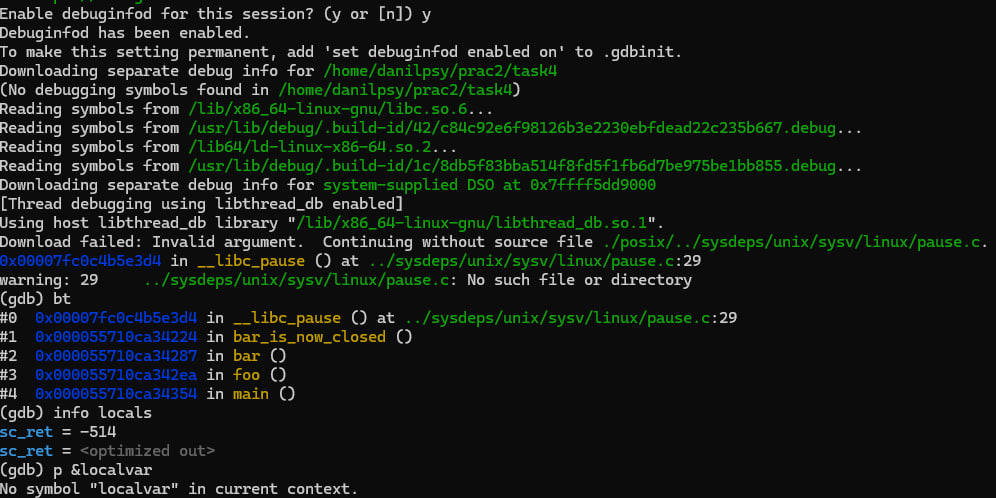 Enable debuginfod for this session? (y or [n]) y
Debuginfod has been enabled.
To make this setting permanent, add 'set debuginfod enabled on' to .gdbinit.
Downloading separate debug info for /home/danilpsy/prac2/task4
(No debugging symbols found in /home/danilpsy/prac2/task4)
Reading symbols from /lib/x86_64-linux-gnu/libc.so.6...
Reading symbols from /usr/lib/debug/.build-id/42/c84c92e6f98126b3e2230ebfdead22c235b667.debug...
Reading symbols from /lib64/ld-linux-x86-64.so.2...
Reading symbols from /usr/lib/debug/.build-id/1c/8db5f83bba514f8fd5f1fb6d7be975be1bb855.debug...
Downloading separate debug info for system-supplied DSO at 0x7ffff5dd9000
[Thread debugging using libthread_db enabled]
Using host libthread_db library "/lib/x86_64-linux-gnu/libthread_db.so.1".
Download failed: Invalid argument.  Continuing without source file ./posix/../sysdeps/unix/sysv/linux/pause.c.
0x00007fc0c4b5e3d4 in __libc_pause () at ../sysdeps/unix/sysv/linux/pause.c:29
warning: 29     ../sysdeps/unix/sysv/linux/pause.c: No such file or directory
(gdb) bt
#0  0x00007fc0c4b5e3d4 in __libc_pause () at ../sysdeps/unix/sysv/linux/pause.c:29
#1  0x000055710ca34224 in bar_is_now_closed ()
#2  0x000055710ca34287 in bar ()
#3  0x000055710ca342ea in foo ()
#4  0x000055710ca34354 in main ()
(gdb) info locals
sc_ret = -514
sc_ret = <optimized out>
(gdb) p &localvar
No symbol "localvar" in current context.